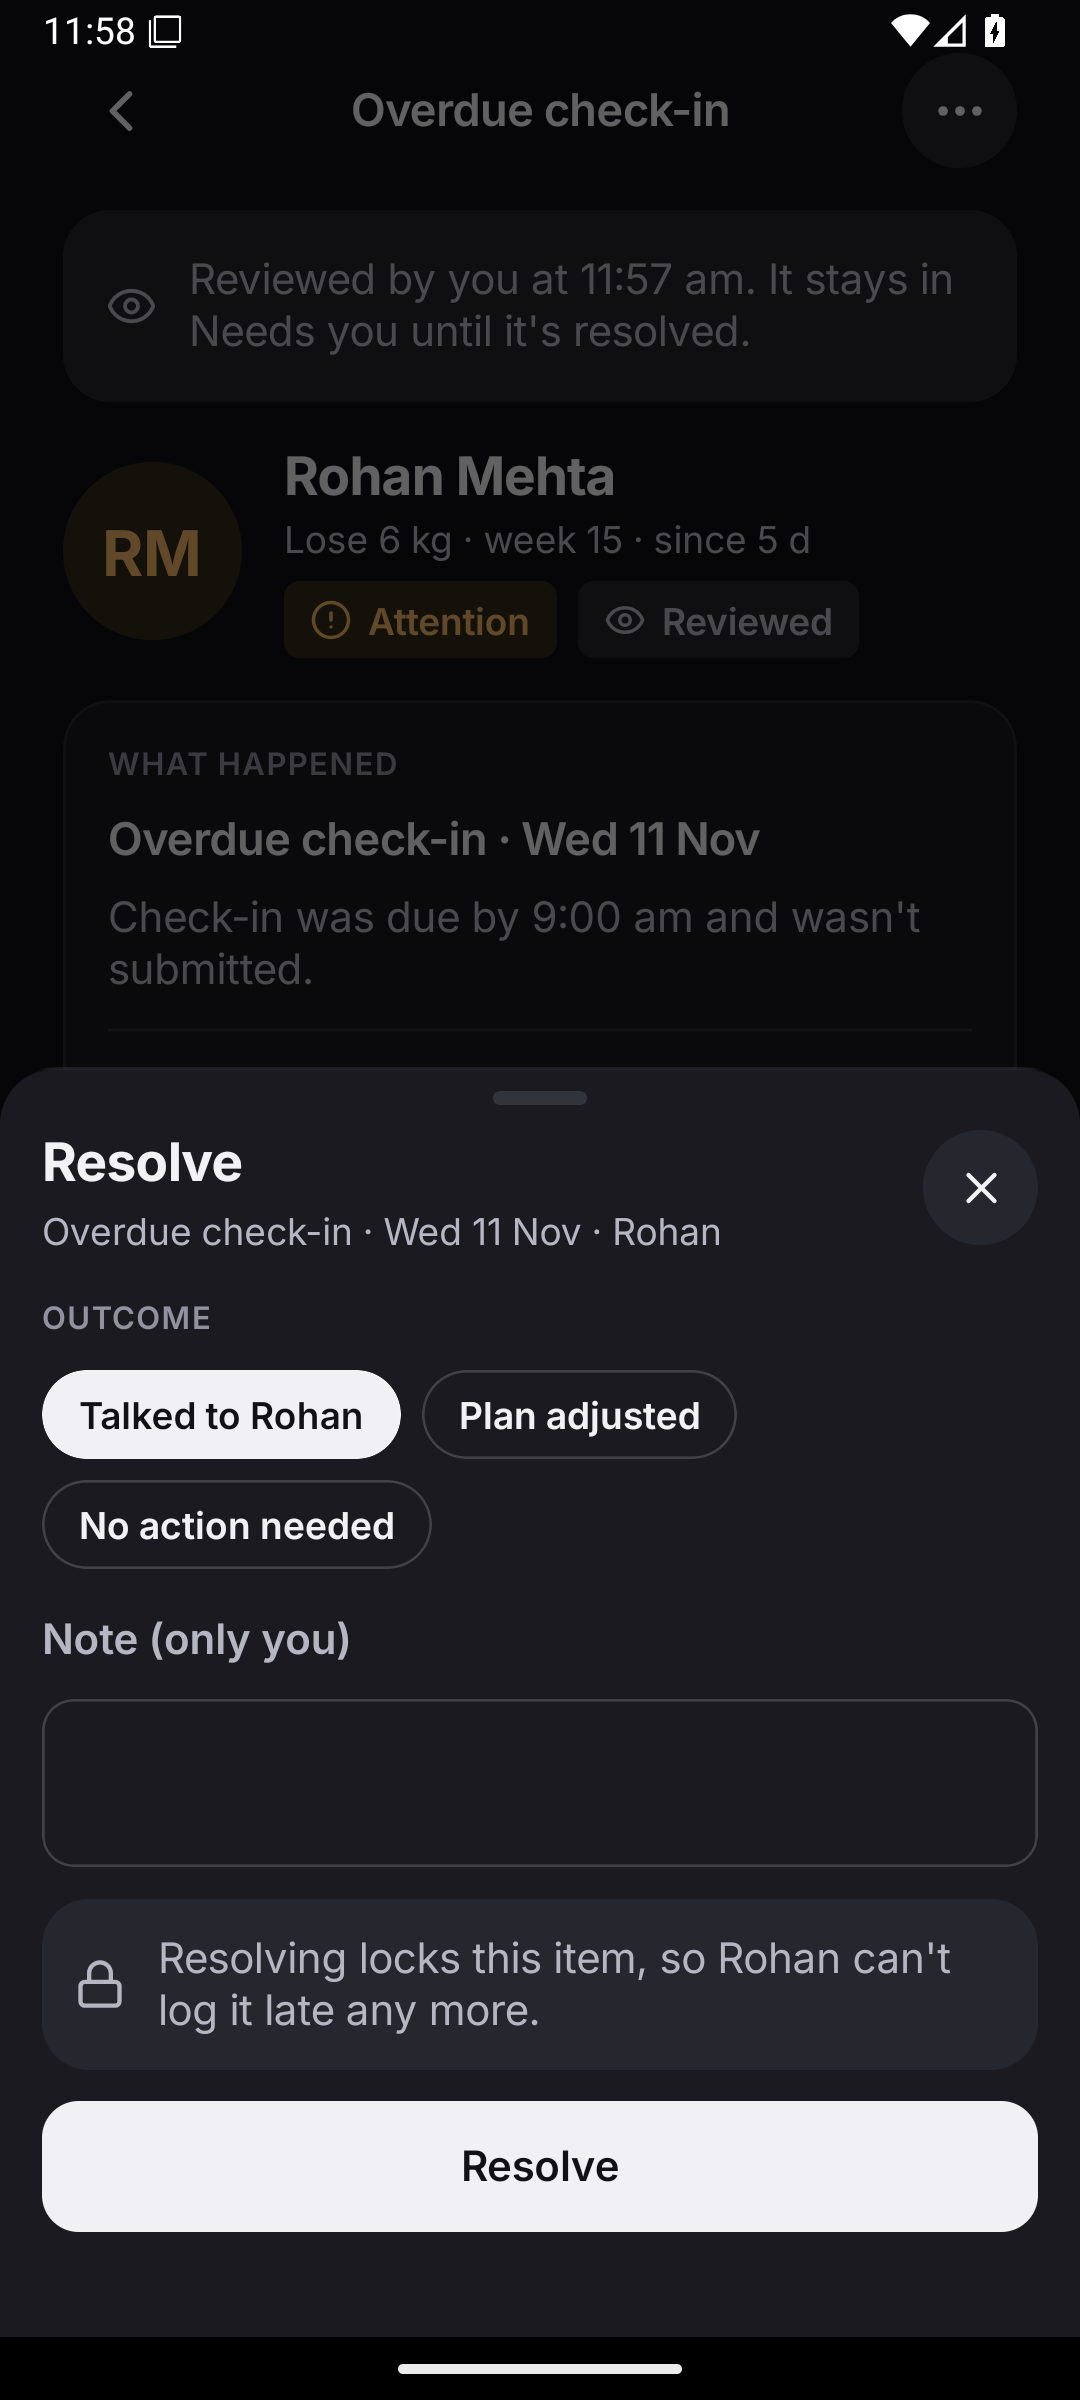 11:58
Overdue check-in
Reviewed by you at 11:57 am. It stays in
Needs you until it's resolved.
RM
Rohan Mehta
Lose 6 kg · week 15 · since 5 d
Attention
Reviewed
WHAT HAPPENED
Overdue check-in · Wed 11 Nov
Check-in was due by 9:00 am and wasn't
submitted.
Resolve
Overdue check-in · Wed 11 Nov · Rohan
OUTCOME
Talked to Rohan
Plan adjusted
No action needed
Note (only you)
Resolving locks this item, so Rohan can't
log it late any more.
Resolve